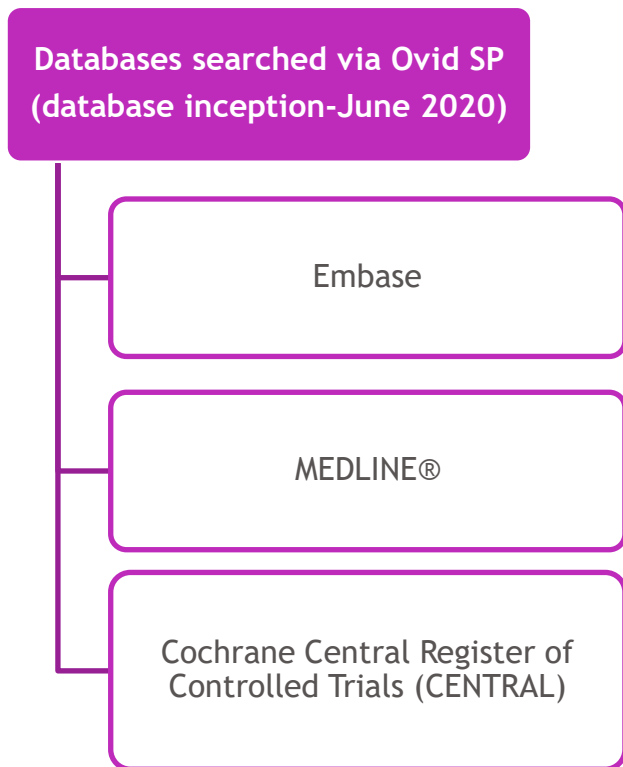 Databases searched via Ovid SP
(database inception-June 2020)
Embase
MEDLINE®
Cochrane Central Register of
Controlled Trials (CENTRAL)